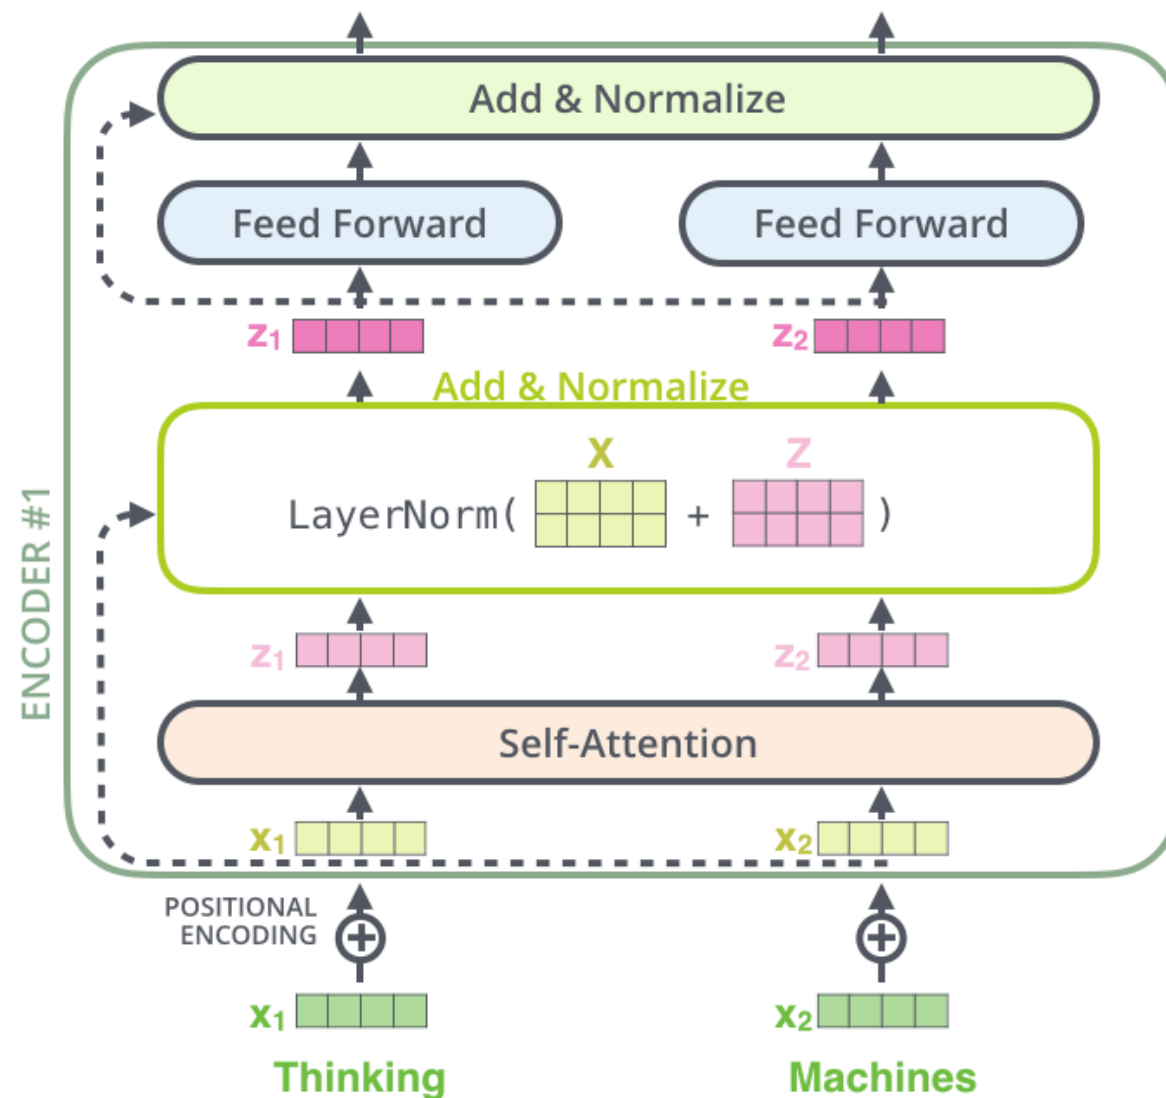 Add & Normalize
Feed Forward Feed Forward
z1 z2
Add & Normalize
X Z
LayerNorm( + )
ENCODER #1
z1 z2
Self-Attention
x1 x2
POSITIONAL
ENCODING
x1 x2
Thinking Machines